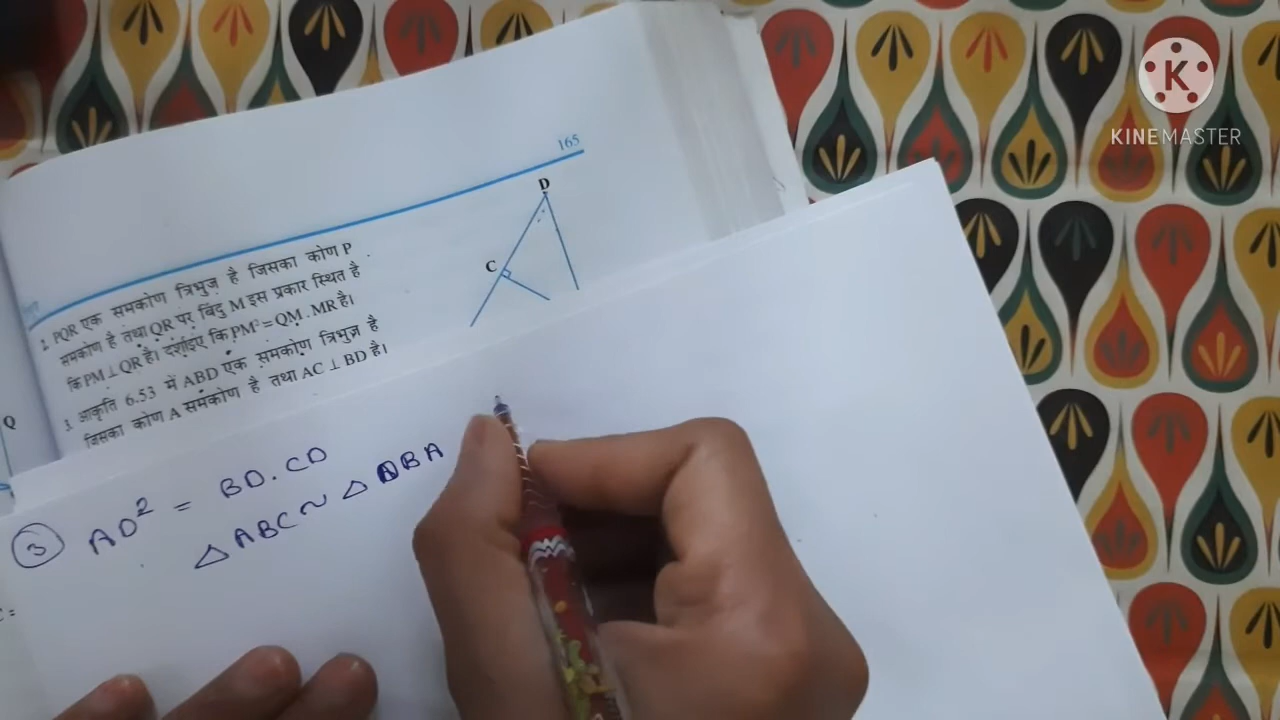 165
D
C
2. PQR एक समकोण त्रिभुज है जिसका कोण P
समकोण है तथा QR पर बिंदु M इस प्रकार स्थित है
कि PM ⊥ QR है। दर्शाइए कि PM² = QM . MR है।
3. आकृति 6.53 में ABD एक समकोण त्रिभुज है
जिसका कोण A समकोण है तथा AC ⊥ BD है।
Q
3 AD² = BD.CD
△ABC ~ △DBA
K
KINEMASTER